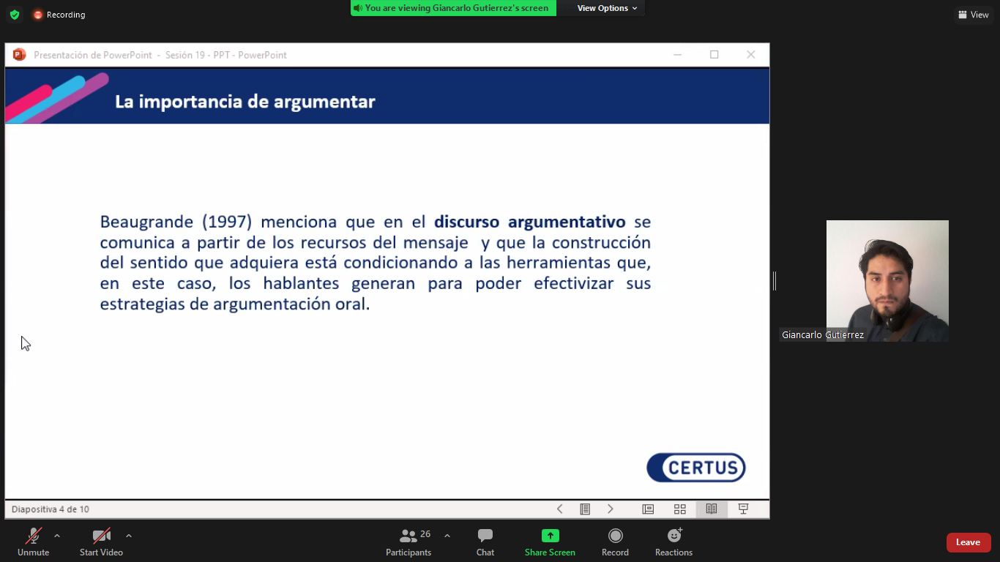 Recording
You are viewing Giancarlo Gutierrez's screen
View Options
View
Presentación de PowerPoint - Sesión 19 - PPT - PowerPoint
La importancia de argumentar
Beaugrande (1997) menciona que en el discurso argumentativo se
comunica a partir de los recursos del mensaje y que la construcción
del sentido que adquiera está condicionando a las herramientas que,
en este caso, los hablantes generan para poder efectivizar sus
estrategias de argumentación oral.
Giancarlo Gutierrez
CERTUS
Diapositiva 4 de 10
Unmute
Start Video
26
Participants
Chat
Share Screen
Record
Reactions
Leave